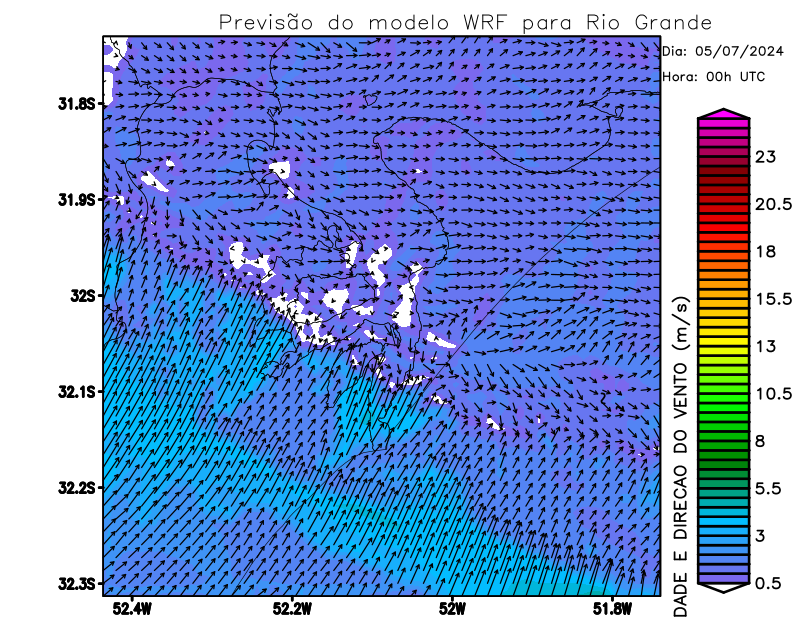 Previsão do modelo WRF para Rio Grande
Dia: 05/07/2024
Hora: 00h UTC
31.8S
31.9S
32S
32.1S
32.2S
32.3S
52.4W
52.2W
52W
51.8W
23
20.5
18
15.5
13
10.5
8
5.5
3
0.5
DADE E DIRECAO DO VENTO (m/s)